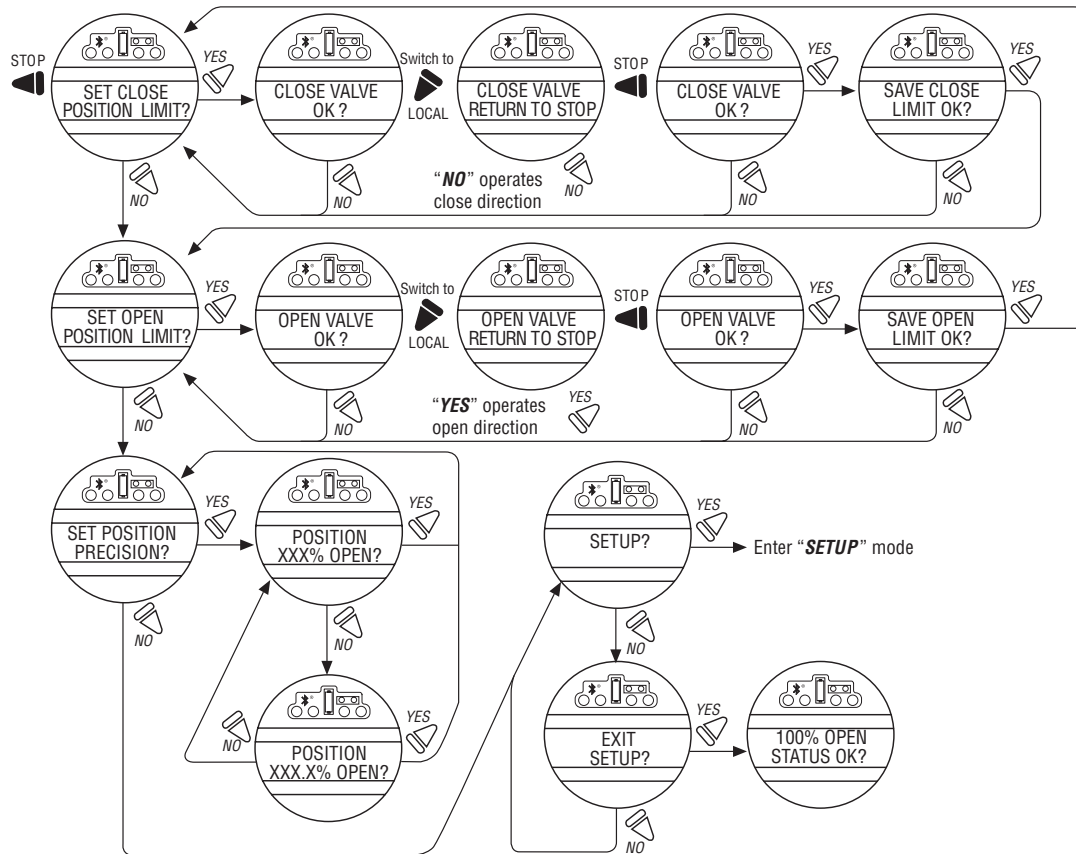 STOP
SET CLOSE
POSITION LIMIT?
YES
CLOSE VALVE
OK?
Switch to
LOCAL
CLOSE VALVE
RETURN TO STOP
STOP
CLOSE VALVE
OK?
YES
SAVE CLOSE
LIMIT OK?
YES
NO
NO
"NO" operates
close direction
NO
NO
NO
SET OPEN
POSITION LIMIT?
YES
OPEN VALVE
OK?
Switch to
LOCAL
OPEN VALVE
RETURN TO STOP
STOP
OPEN VALVE
OK?
YES
SAVE OPEN
LIMIT OK?
YES
NO
NO
"YES" operates
open direction
YES
NO
NO
SET POSITION
PRECISION?
YES
POSITION
XXX% OPEN?
YES
SETUP?
YES
Enter "SETUP" mode
NO
NO
NO
NO
POSITION
XXX.X% OPEN?
YES
EXIT
SETUP?
YES
100% OPEN
STATUS OK?
NO